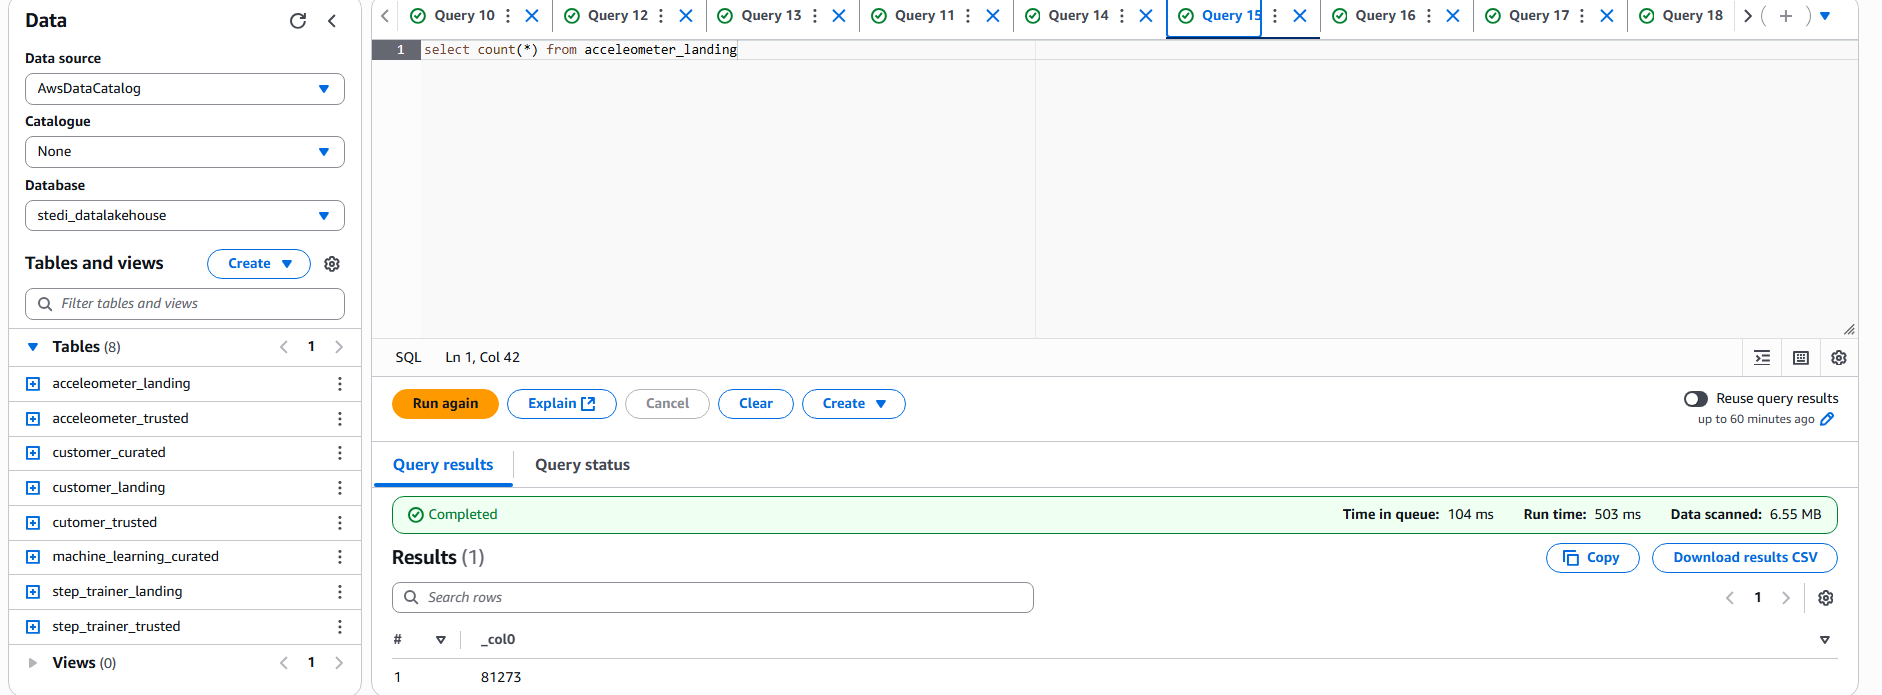 Data
Data source
AwsDataCatalog
Catalogue
None
Database
stedi_datalakehouse
Tables and views
Create
Filter tables and views
Tables (8)
1
acceleometer_landing
acceleometer_trusted
customer_curated
customer_landing
cutomer_trusted
machine_learning_curated
step_trainer_landing
step_trainer_trusted
Views (0)
1
Query 10
Query 12
Query 13
Query 11
Query 14
Query 15
Query 16
Query 17
Query 18
1 select count(*) from acceleometer_landing
SQL Ln 1, Col 42
Run again Explain Cancel Clear Create
Reuse query results
up to 60 minutes ago
Query results Query status
Completed Time in queue: 104 ms Run time: 503 ms Data scanned: 6.55 MB
Results (1) Copy Download results CSV
Search rows
1
# _col0
1 81273